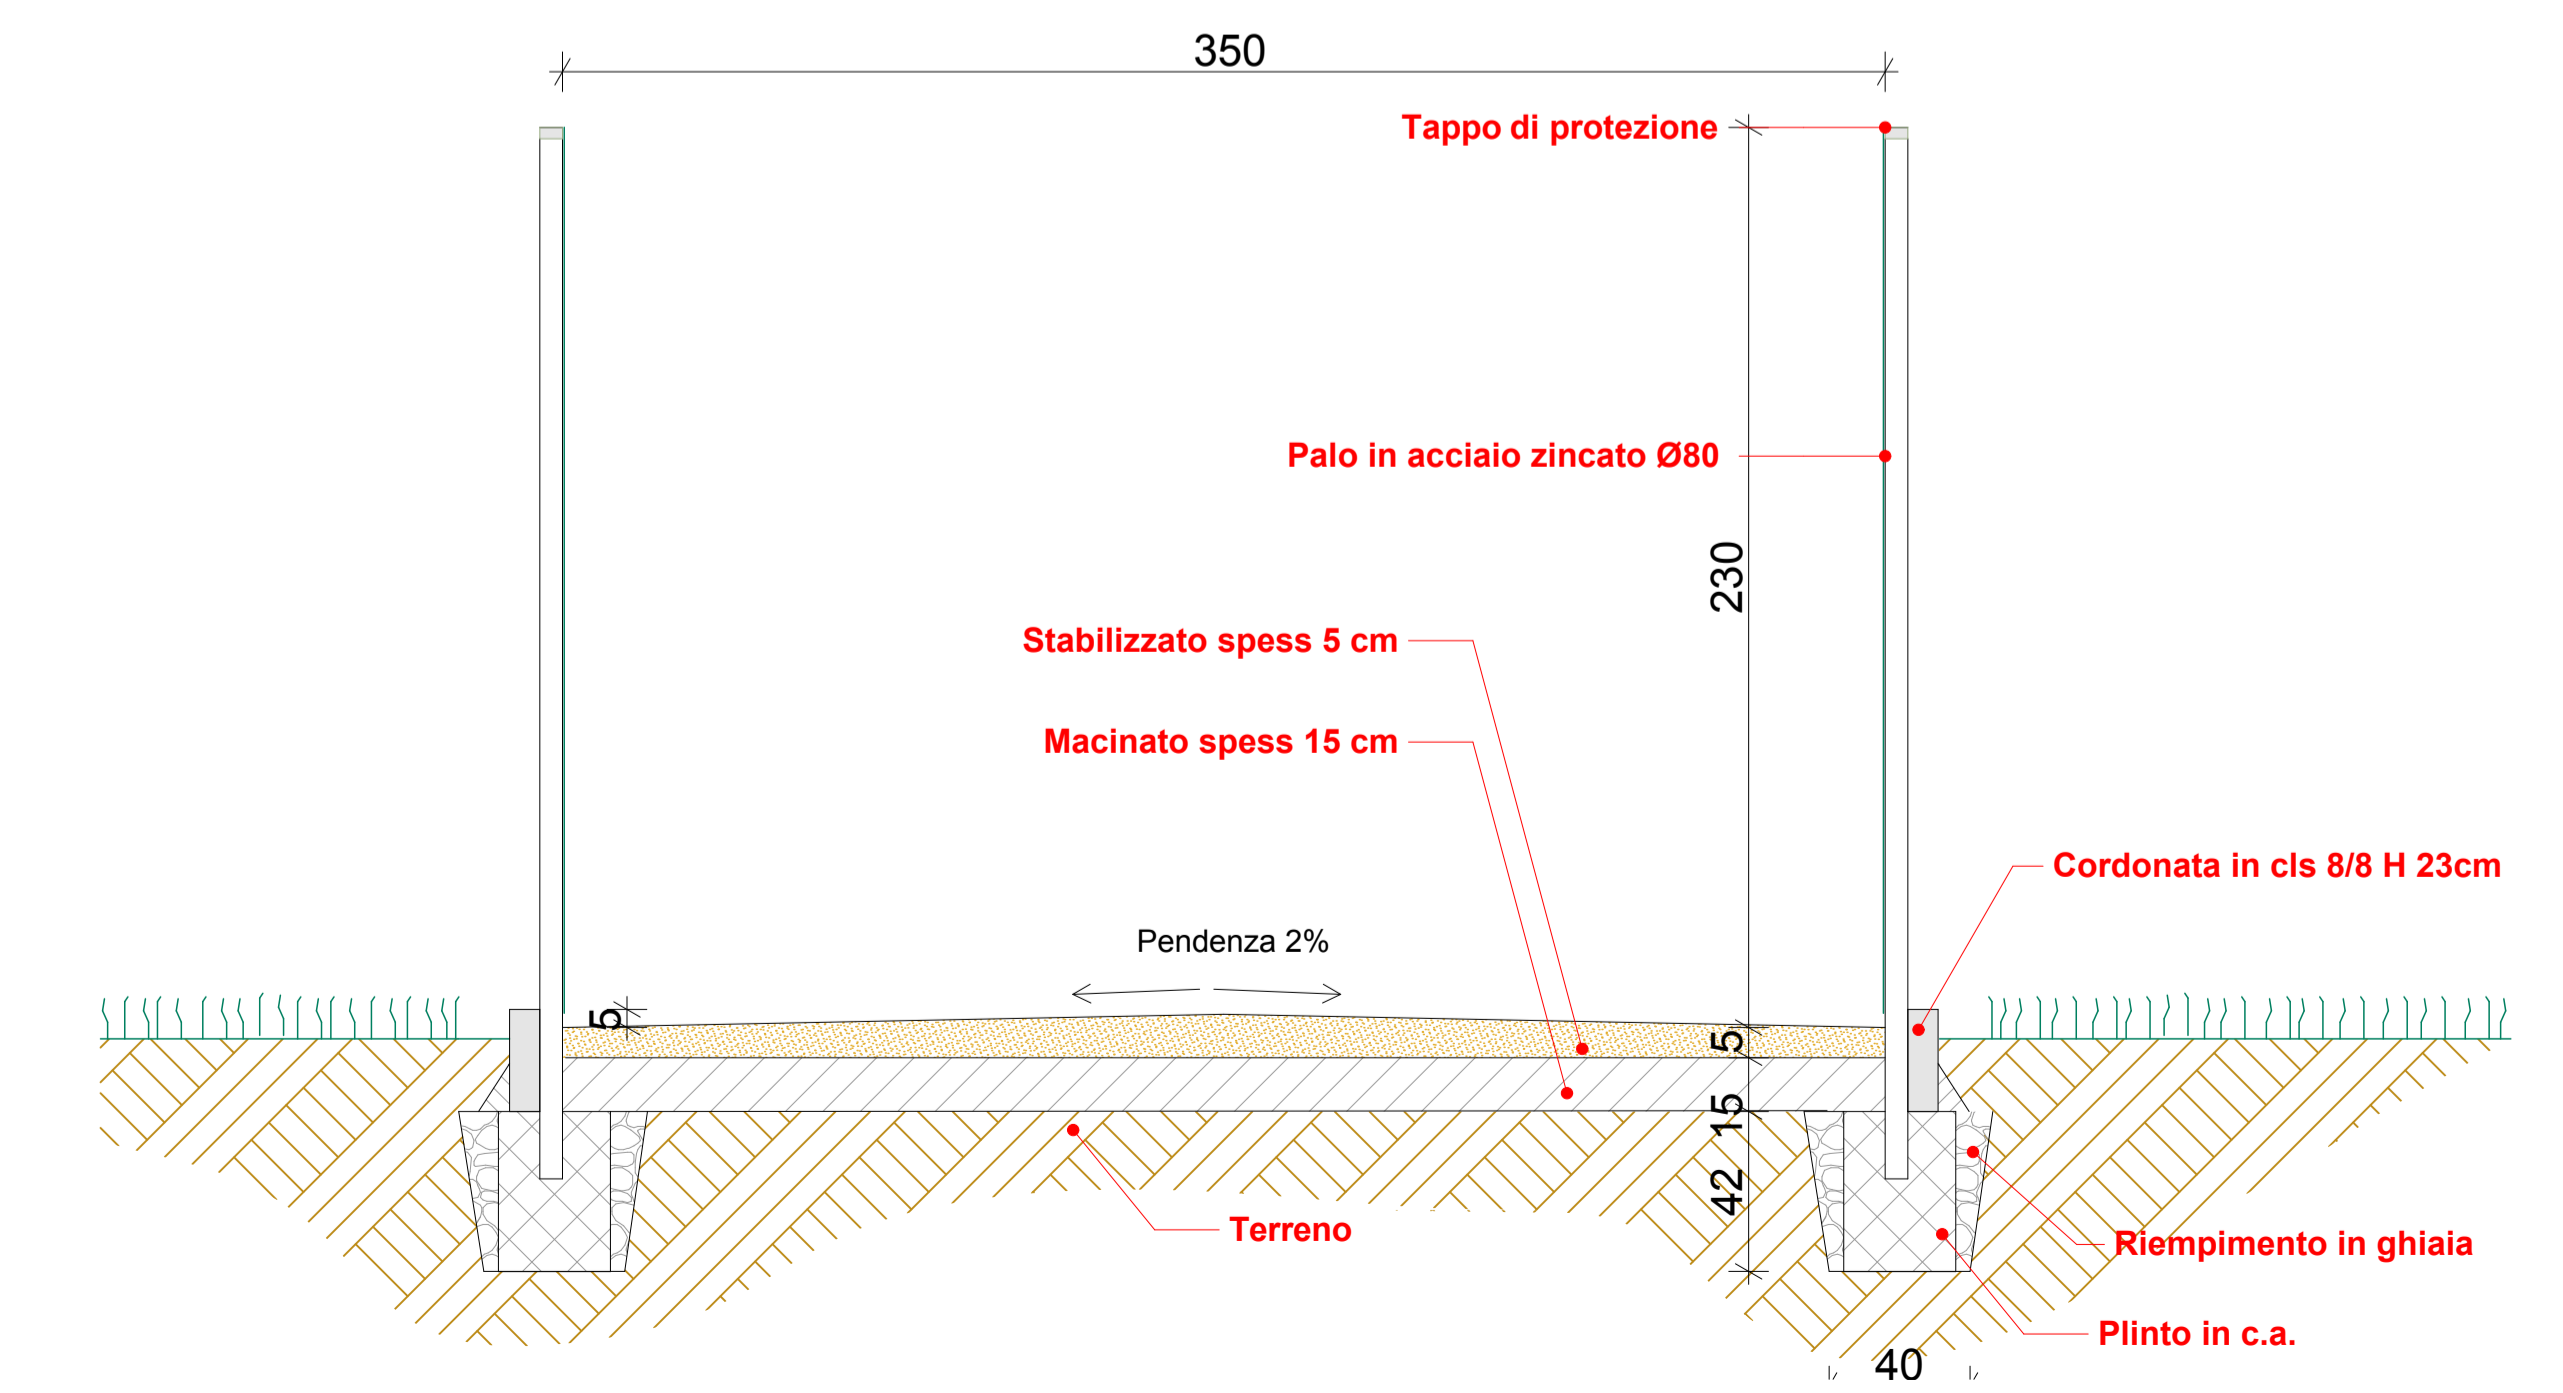 350
Tappo di protezione
Palo in acciaio zincato Ø80
230
Stabilizzato spess 5 cm
Macinato spess 15 cm
Cordonata in cls 8/8 H 23cm
Pendenza 2%
5
5
15
42
Terreno
Riempimento in ghiaia
Plinto in c.a.
40